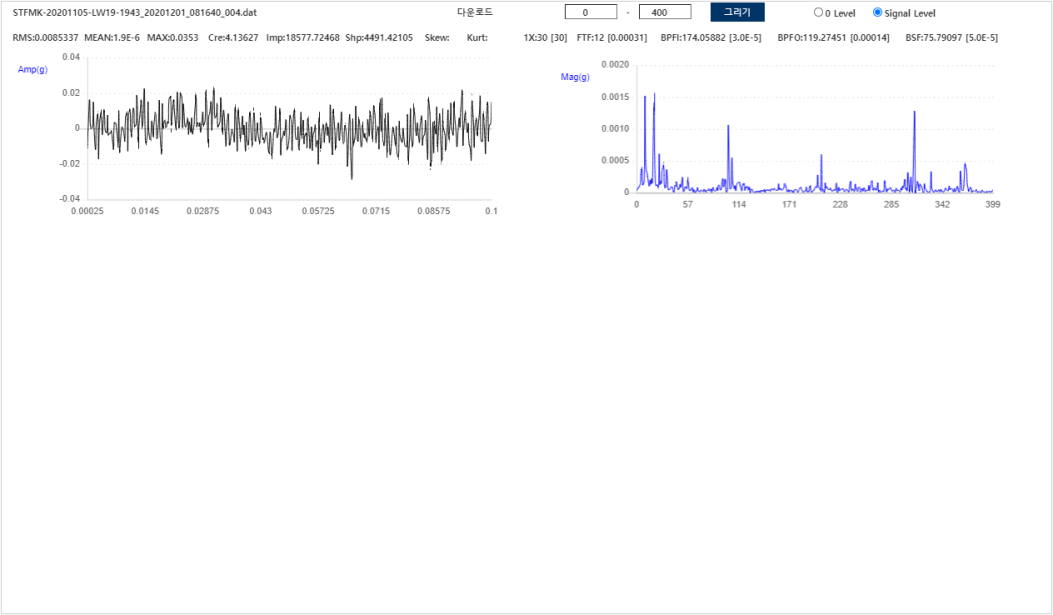 STFMK-20201105-LW19-1943_20201201_081640_004.dat 다운로드 0 - 400 그리기 0 Level Signal Level
RMS:0.0085337 MEAN:1.9E-6 MAX:0.0353 Cre:4.13627 Imp:18577.72468 Shp:4491.42105 Skew: Kurt: 1X:30 [30] FTF:12 [0.00031] BPFI:174.05882 [3.0E-5] BPFO:119.27451 [0.00014] BSF:75.79097 [5.0E-5]
Amp(g)
0.04
0.02
0
-0.02
-0.04
0.00025 0.0145 0.02875 0.043 0.05725 0.0715 0.08575 0.1
Mag(g)
0.0020
0.0015
0.0010
0.0005
0
0 57 114 171 228 285 342 399